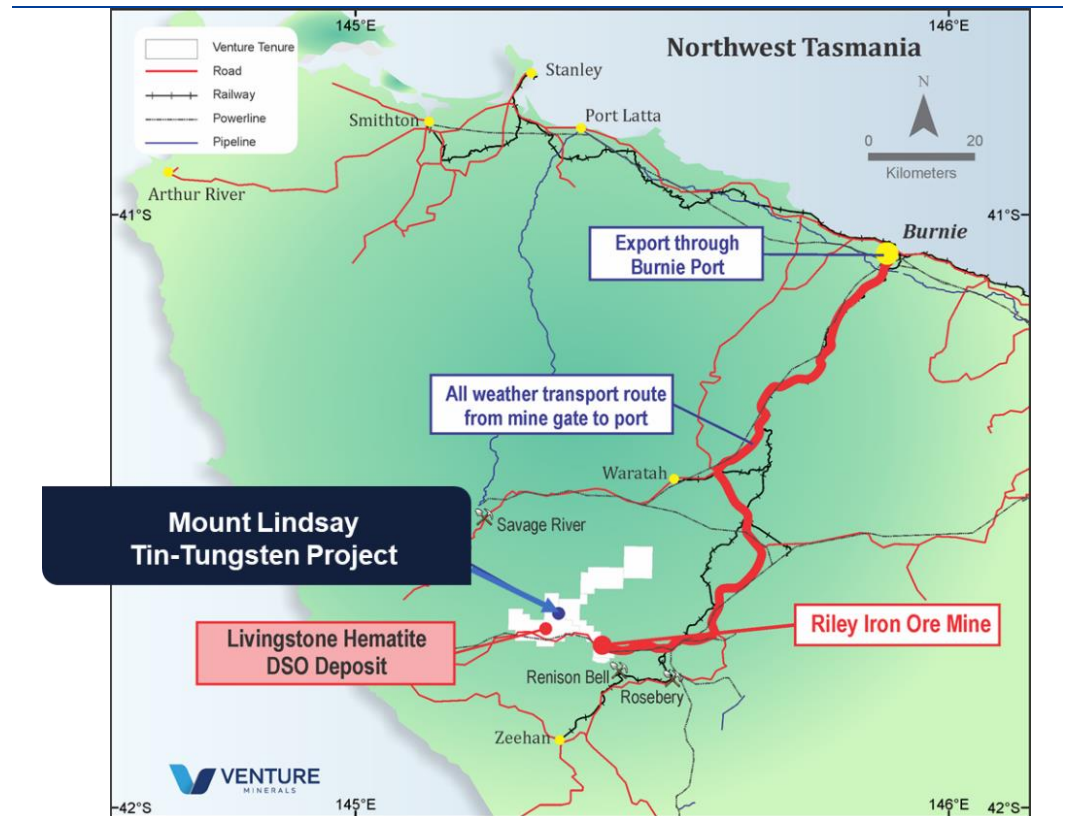 145°E
146°E
Northwest Tasmania
Venture Tenure
Road
Railway
Powerline
Pipeline
N
0 20
Kilometers
Stanley
Smithton
Port Latta
Arthur River
41°S
41°S
Burnie
Export through
Burnie Port
All weather transport route
from mine gate to port
Waratah
Savage River
Mount Lindsay
Tin-Tungsten Project
Livingstone Hematite
DSO Deposit
Riley Iron Ore Mine
Renison Bell
Rosebery
Zeehan
VENTURE
MINERALS
42°S
145°E
146°E
42°S